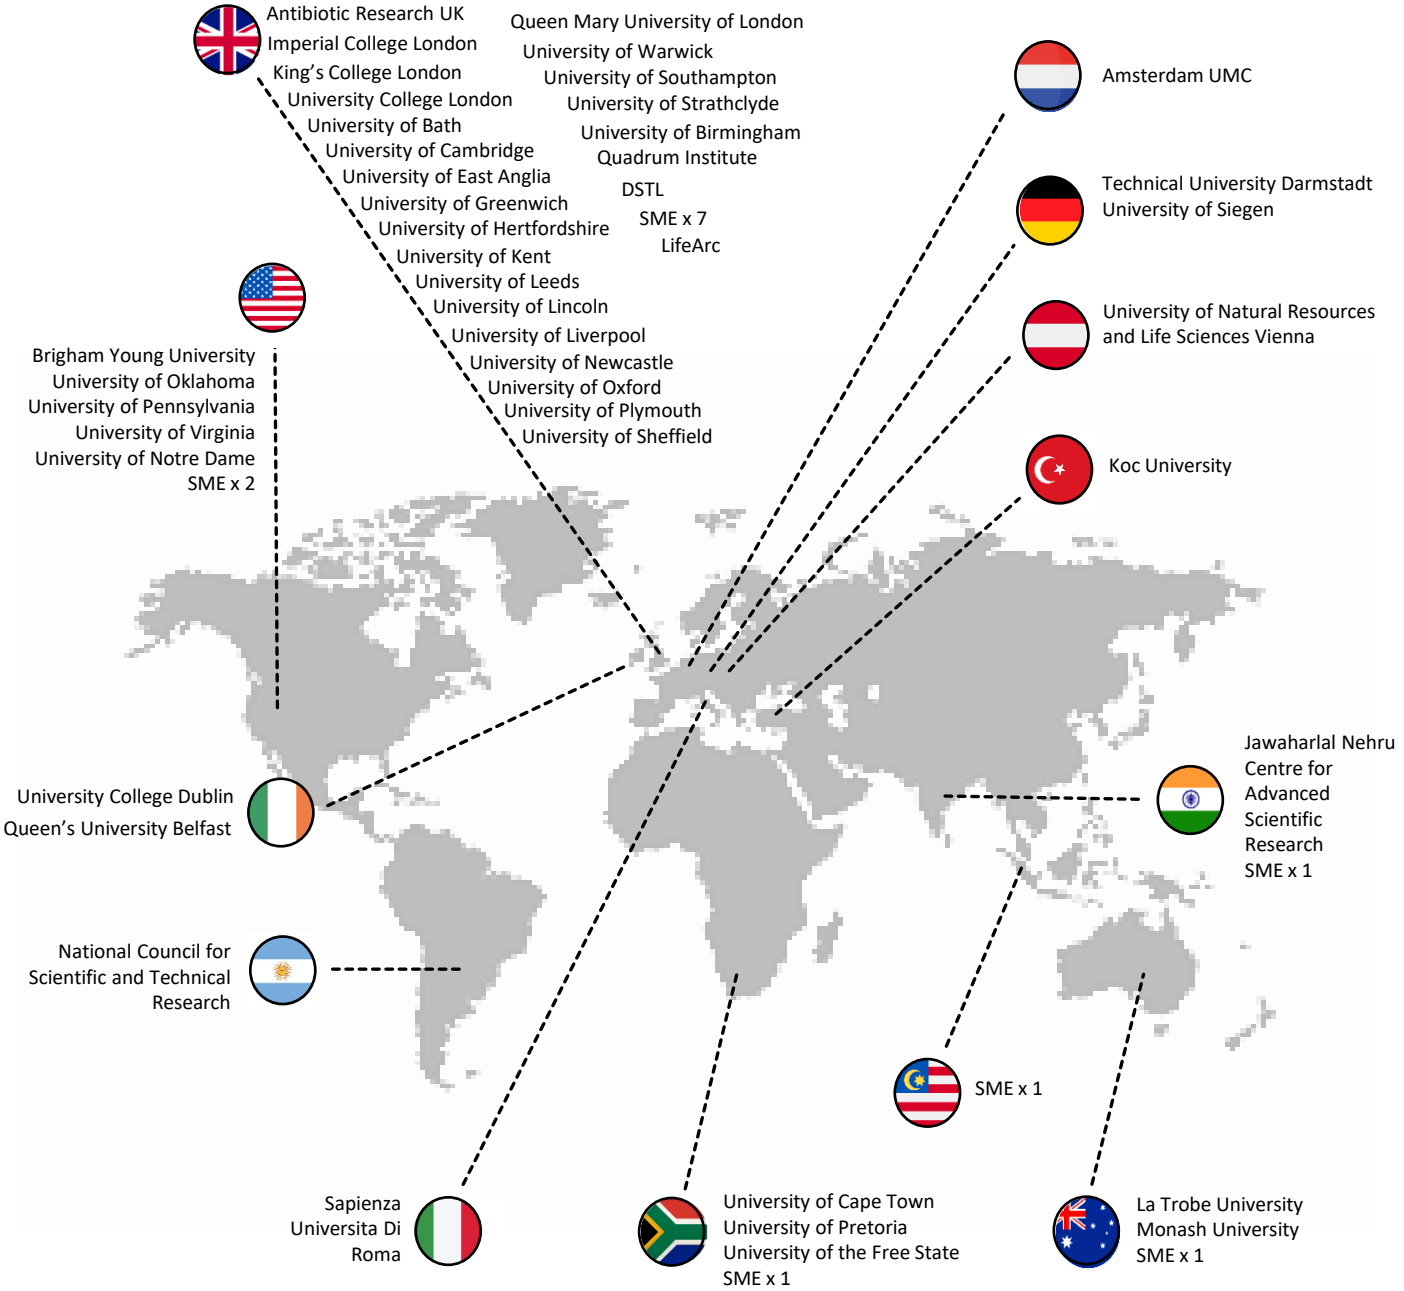 Antibiotic Research UK
Imperial College London
King's College London
University College London
University of Bath
University of Cambridge
University of East Anglia
University of Greenwich
University of Hertfordshire
University of Kent
University of Leeds
University of Lincoln
University of Liverpool
University of Newcastle
University of Oxford
University of Plymouth
University of Sheffield
Queen Mary University of London
University of Warwick
University of Southampton
University of Strathclyde
University of Birmingham
Quadrum Institute
DSTL
SME x 7
LifeArc
Amsterdam UMC
Technical University Darmstadt
University of Siegen
University of Natural Resources
and Life Sciences Vienna
Koc University
Brigham Young University
University of Oklahoma
University of Pennsylvania
University of Virginia
University of Notre Dame
SME x 2
University College Dublin
Queen's University Belfast
National Council for
Scientific and Technical
Research
Jawaharlal Nehru
Centre for
Advanced
Scientific
Research
SME x 1
SME x 1
Sapienza
Universita Di
Roma
University of Cape Town
University of Pretoria
University of the Free State
SME x 1
La Trobe University
Monash University
SME x 1